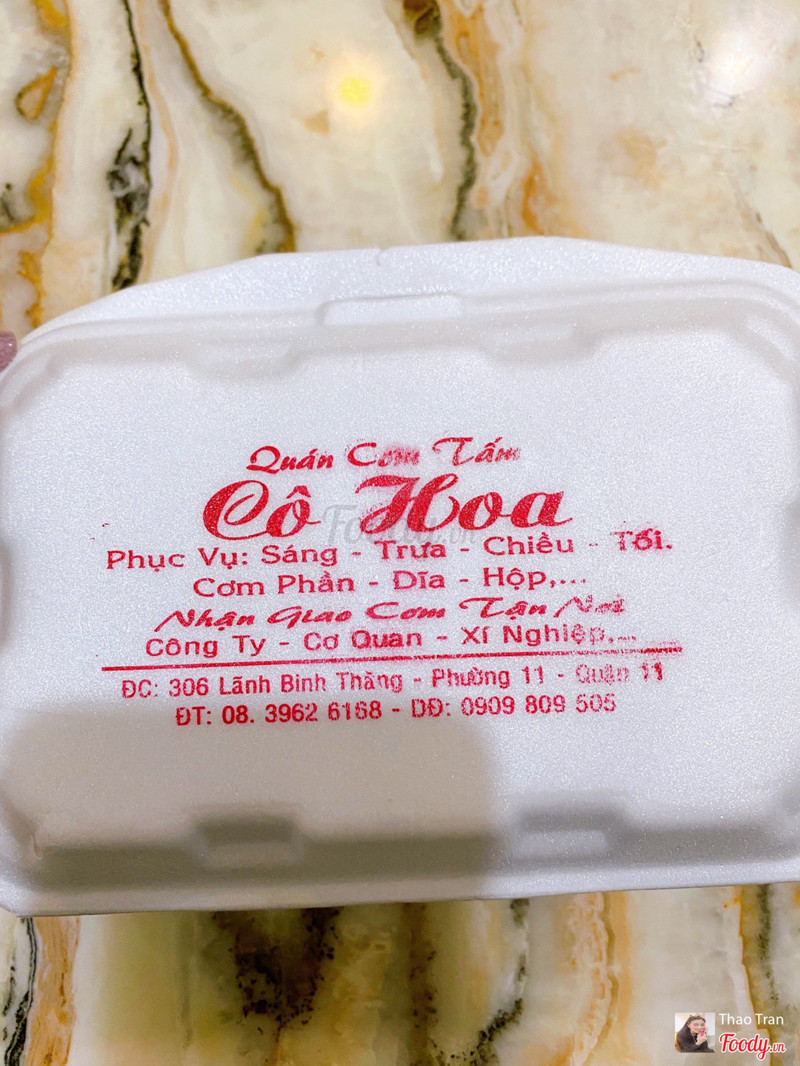 Quán Cơm Tấm
Cô Hoa
Phục Vụ: Sáng - Trưa - Chiều - Tối.
Cơm Phần - Dĩa - Hộp,...
Nhận Giao Cơm Tận Nơi
Công Ty - Cơ Quan - Xí Nghiệp,...
ĐC: 306 Lãnh Binh Thăng - Phường 11 - Quận 11
ĐT: 08. 3962 6168 - DĐ: 0909 809 505
Foody.vn
Thao Tran
Foody.vn